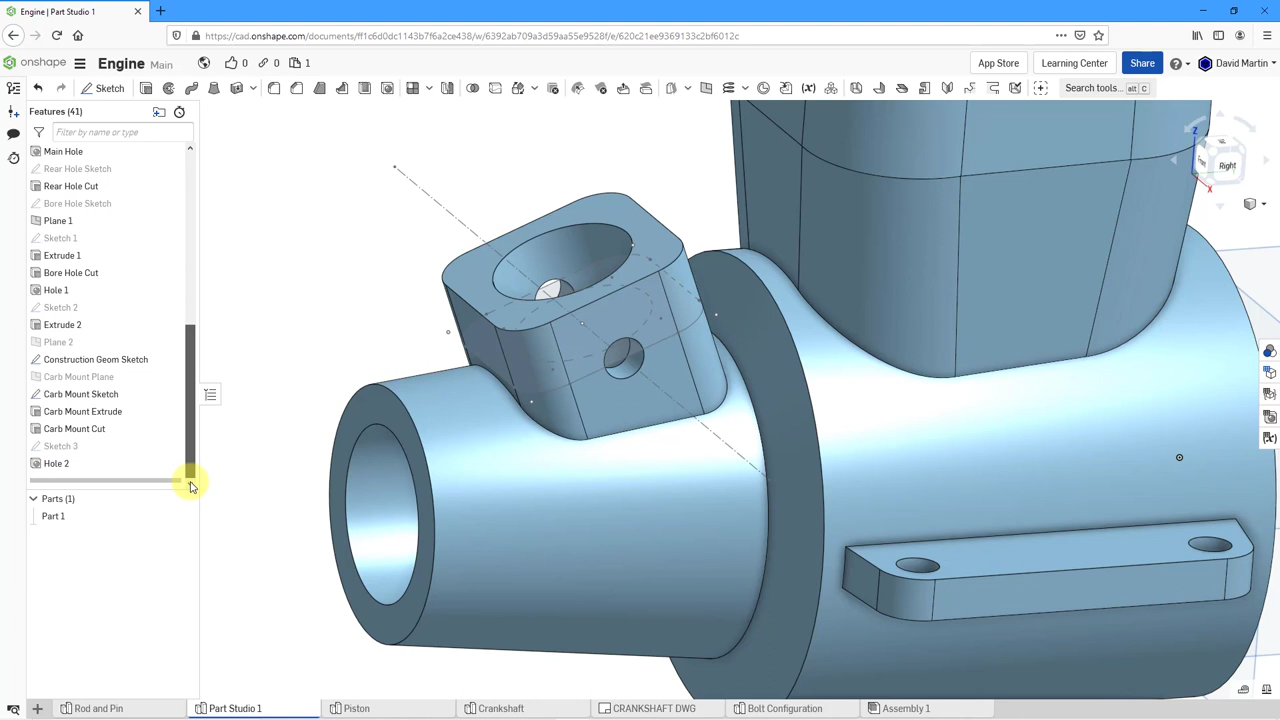 Engine | Part Studio 1
https://cad.onshape.com/documents/ff1c6d0dc1143b7f6a2ce438/w/6392ab709a3d59aa55e9528f/e/620c21ee9369133c2bf6012c
onshape
Engine Main
0
0
1
App Store
Learning Center
Share
David Martin
Sketch
Search tools...
alt
C
Features (41)
Filter by name or type
Main Hole
Rear Hole Sketch
Rear Hole Cut
Bore Hole Sketch
Plane 1
Sketch 1
Extrude 1
Bore Hole Cut
Hole 1
Sketch 2
Extrude 2
Plane 2
Construction Geom Sketch
Carb Mount Plane
Carb Mount Sketch
Carb Mount Extrude
Carb Mount Cut
Sketch 3
Hole 2
Parts (1)
Part 1
Z
Right
X
Rod and Pin
Part Studio 1
Piston
Crankshaft
CRANKSHAFT DWG
Bolt Configuration
Assembly 1